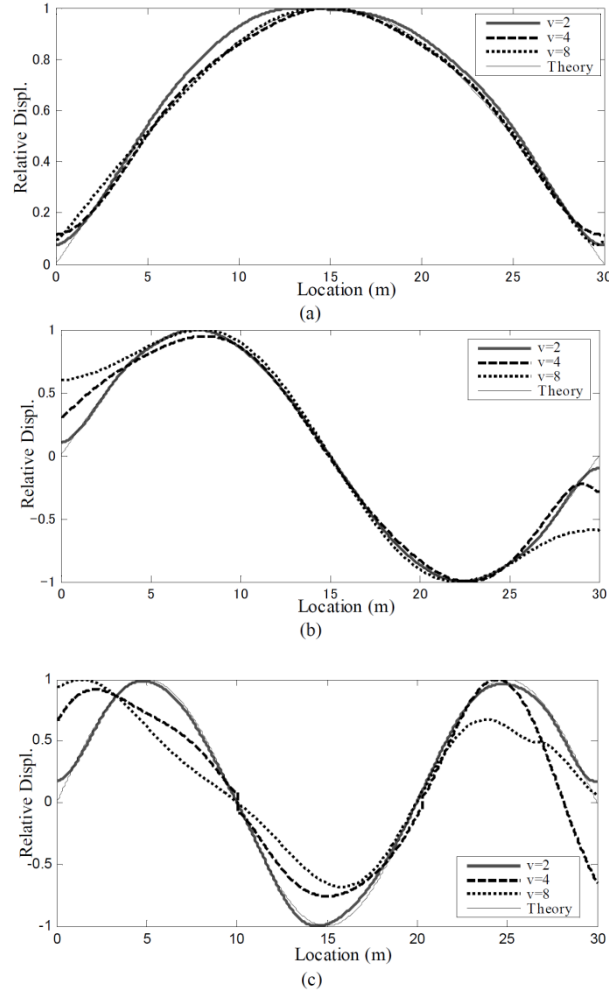 1
0.8
0.6
0.4
0.2
0
Relative Displ.
v=2
v=4
v=8
Theory
0 5 10 15 20 25 30
Location (m)
(a)
1
0.5
0
−0.5
−1
Relative Displ.
v=2
v=4
v=8
Theory
0 5 10 15 20 25 30
Location (m)
(b)
1
0.5
0
-0.5
-1
Relative Displ.
v=2
v=4
v=8
Theory
0 5 10 15 20 25 30
Location (m)
(c)